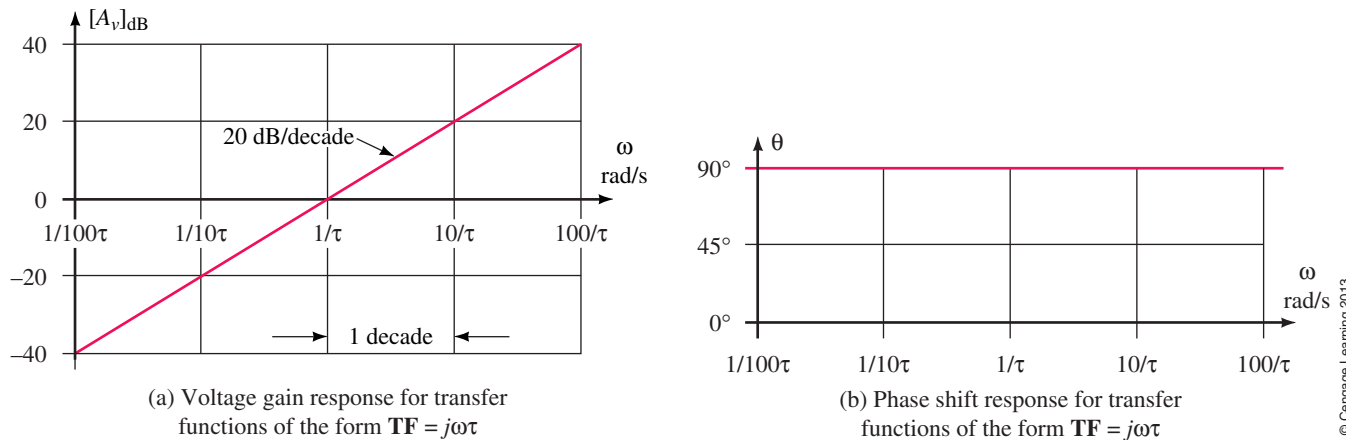 [Av]dB
40
20
0
–20
–40
20 dB/decade
ω
rad/s
1/100τ 1/10τ 1/τ 10/τ 100/τ
1 decade
(a) Voltage gain response for transfer
functions of the form TF = jωτ
θ
90°
45°
0°
ω
rad/s
1/100τ 1/10τ 1/τ 10/τ 100/τ
(b) Phase shift response for transfer
functions of the form TF = jωτ
© Cengage Learning 2013